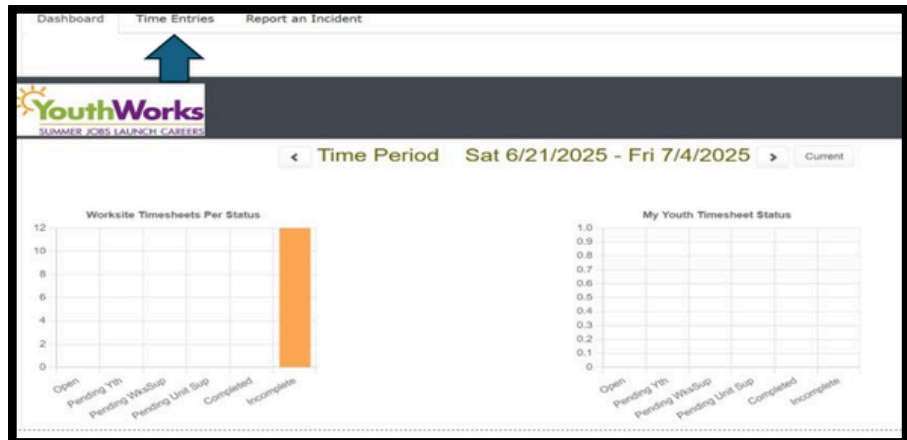 Dashboard Time Entries Report an Incident
YouthWorks
SUMMER JOBS LAUNCH CAREERS
< Time Period Sat 6/21/2025 - Fri 7/4/2025 > Current
Worksite Timesheets Per Status
12
10
8
6
4
2
0
Open Pending Yth Pending WksSup Pending Unit Sup Completed Incomplete
My Youth Timesheet Status
1.0
0.9
0.8
0.7
0.6
0.5
0.4
0.3
0.2
0.1
0
Open Pending Yth Pending WksSup Pending Unit Sup Completed Incomplete